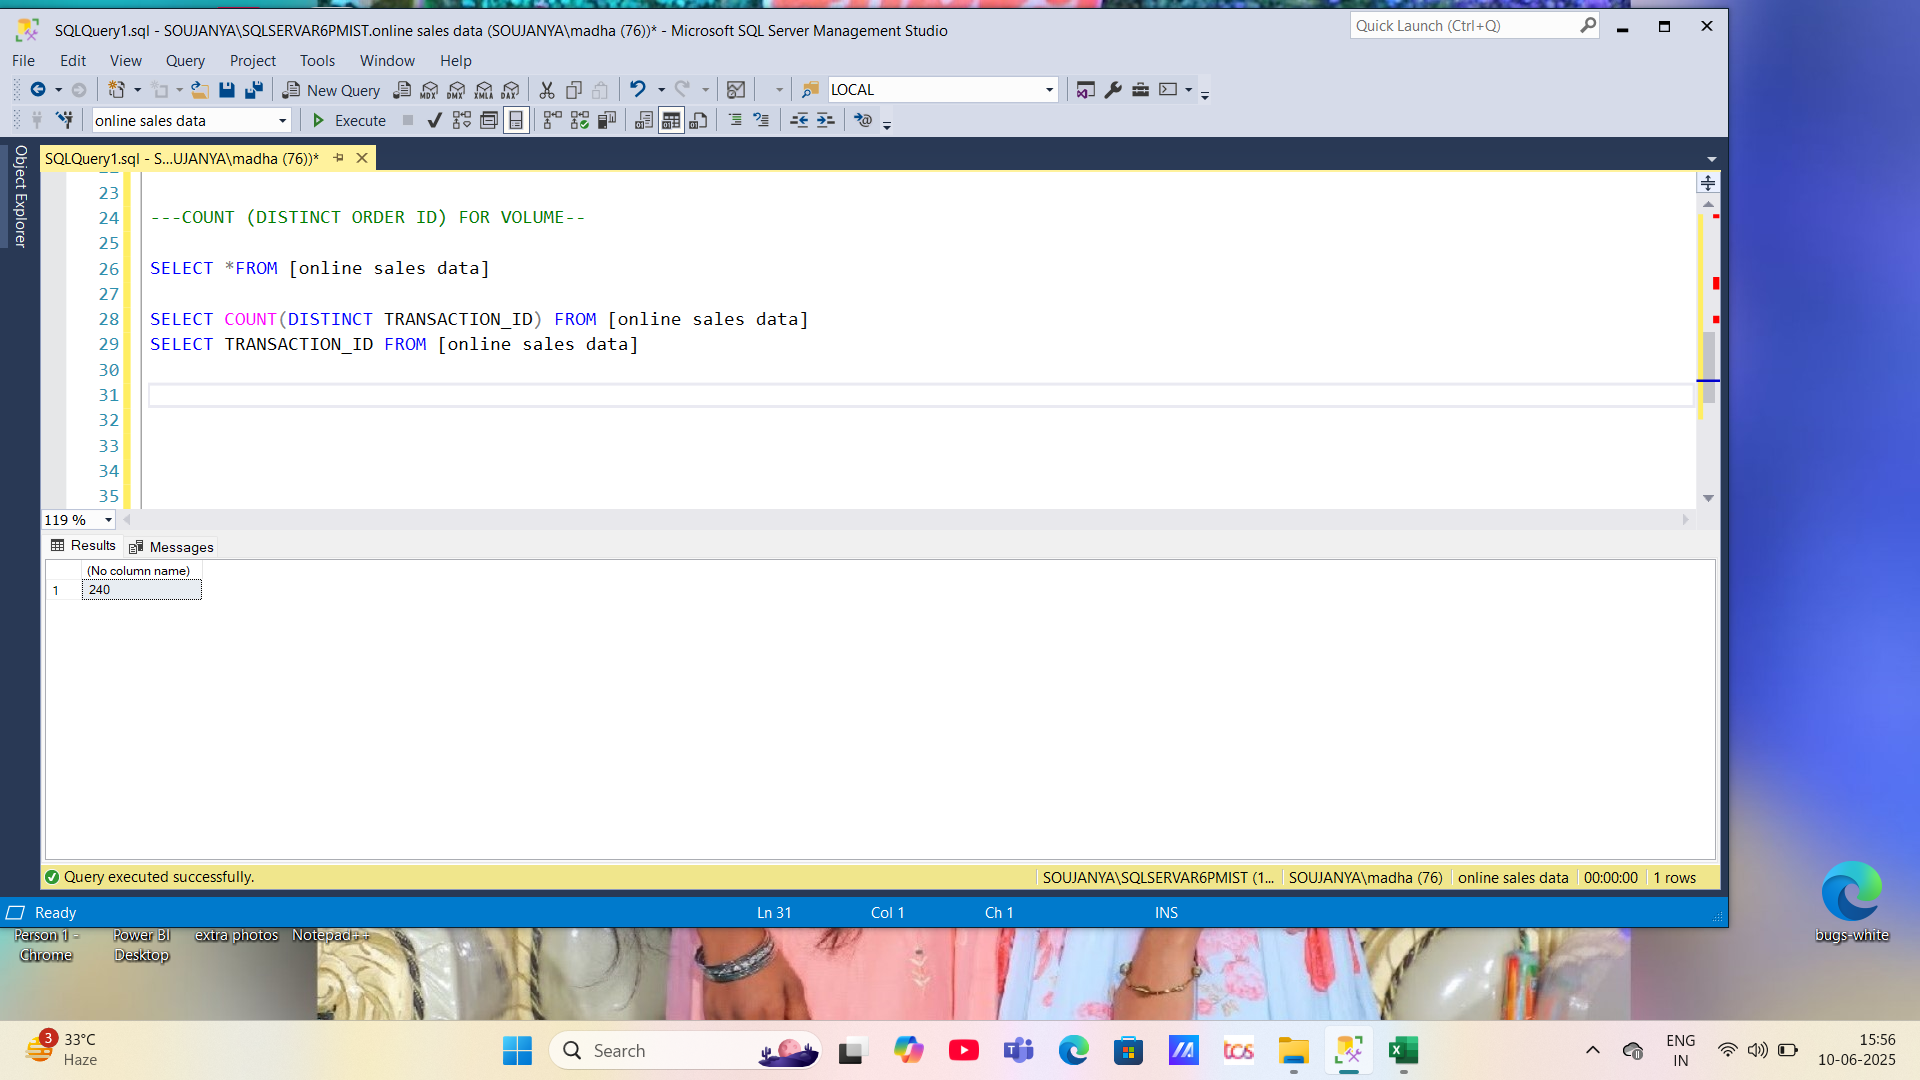 SQLQuery1.sql - SOUJANYA\SQLSERVAR6PMIST.online sales data (SOUJANYA\madha (76))* - Microsoft SQL Server Management Studio
Quick Launch (Ctrl+Q)
File Edit View Query Project Tools Window Help
New Query MDX DMX XMLA DAX LOCAL
online sales data Execute
Object Explorer
SQLQuery1.sql - S...UJANYA\madha (76))*
23
24 ---COUNT (DISTINCT ORDER ID) FOR VOLUME--
25
26 SELECT *FROM [online sales data]
27
28 SELECT COUNT(DISTINCT TRANSACTION_ID) FROM [online sales data]
29 SELECT TRANSACTION_ID FROM [online sales data]
30
31
32
33
34
35
119 %
Results Messages
(No column name)
1 240
Query executed successfully. SOUJANYA\SQLSERVAR6PMIST (1... SOUJANYA\madha (76) online sales data 00:00:00 1 rows
Ready Ln 31 Col 1 Ch 1 INS
Person 1 - Chrome
Power BI Desktop
extra photos
Notepad++
bugs-white
3
33°C
Haze
Search
tcs
ENG
IN
15:56
10-06-2025